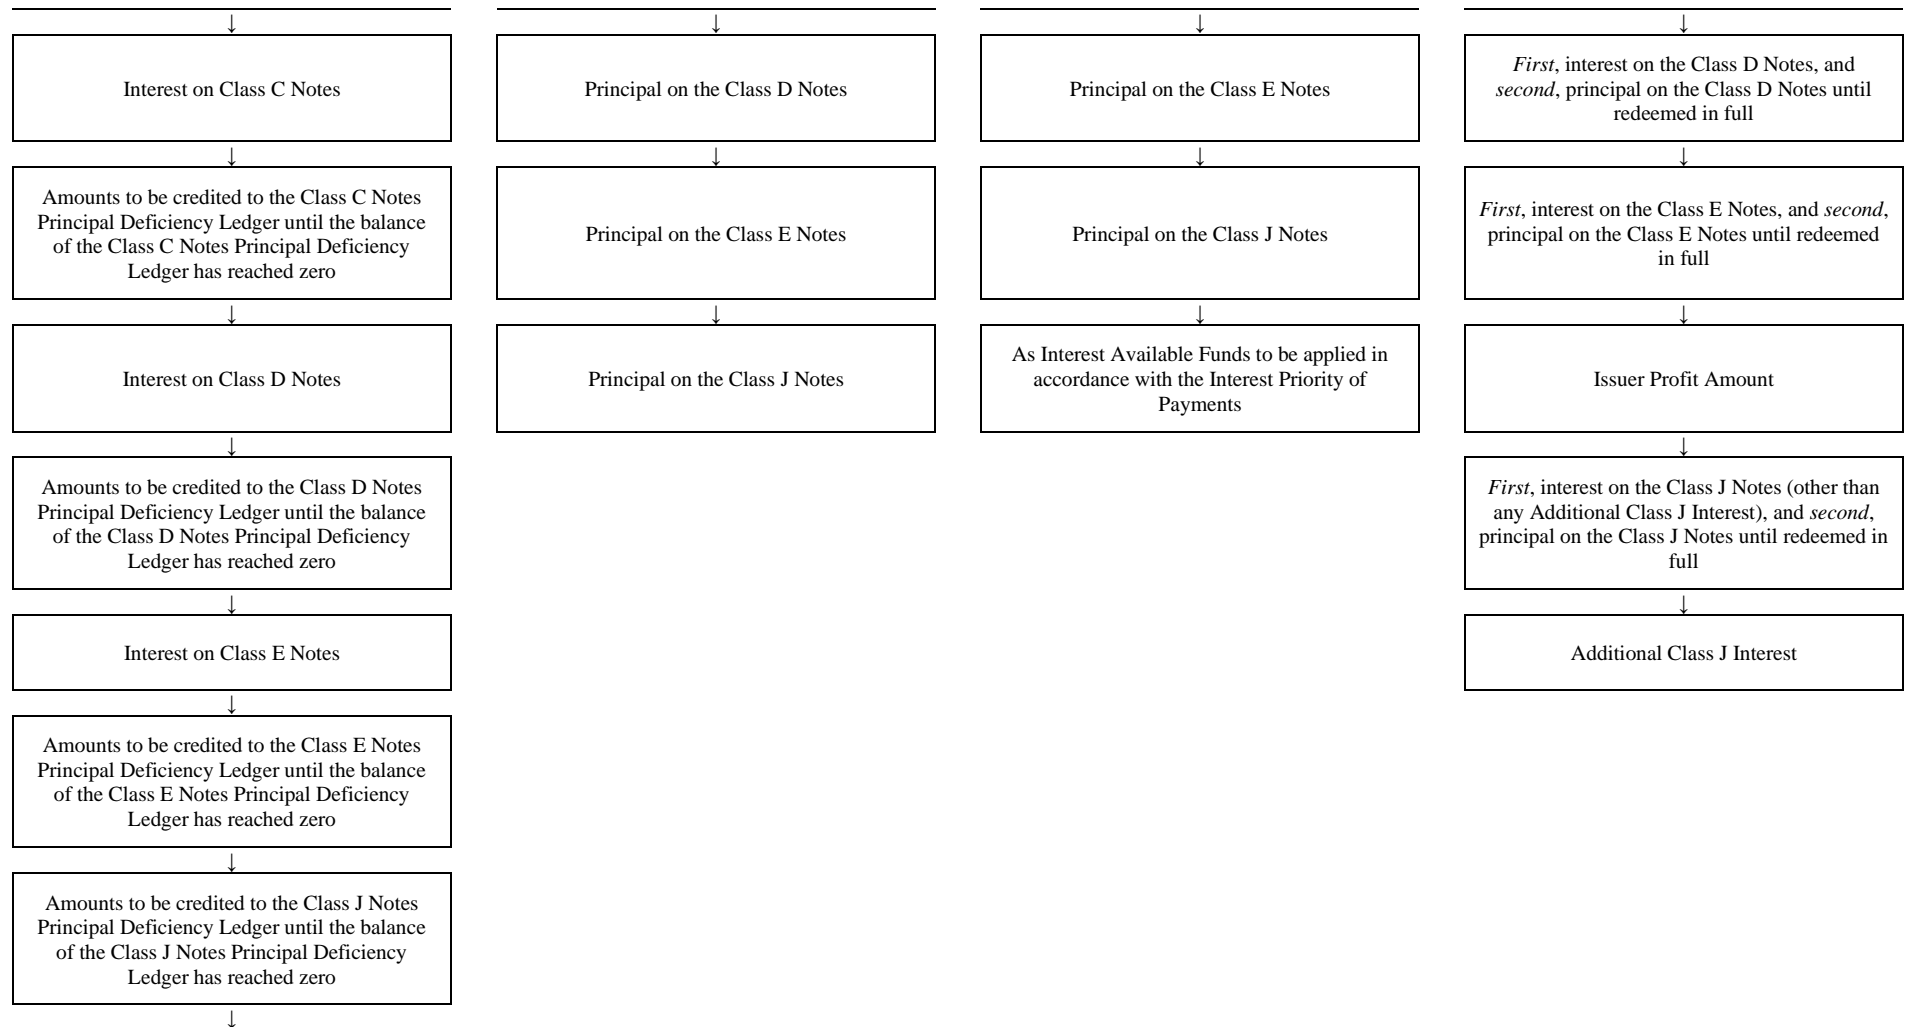 ↓
Interest on Class C Notes
↓
Amounts to be credited to the Class C Notes
Principal Deficiency Ledger until the balance
of the Class C Notes Principal Deficiency
Ledger has reached zero
↓
Interest on Class D Notes
↓
Amounts to be credited to the Class D Notes
Principal Deficiency Ledger until the balance
of the Class D Notes Principal Deficiency
Ledger has reached zero
↓
Interest on Class E Notes
↓
Amounts to be credited to the Class E Notes
Principal Deficiency Ledger until the balance
of the Class E Notes Principal Deficiency
Ledger has reached zero
↓
Amounts to be credited to the Class J Notes
Principal Deficiency Ledger until the balance
of the Class J Notes Principal Deficiency
Ledger has reached zero
↓
↓
Principal on the Class D Notes
↓
Principal on the Class E Notes
↓
Principal on the Class J Notes
↓
Principal on the Class E Notes
↓
Principal on the Class J Notes
↓
As Interest Available Funds to be applied in
accordance with the Interest Priority of
Payments
↓
First, interest on the Class D Notes, and
second, principal on the Class D Notes until
redeemed in full
↓
First, interest on the Class E Notes, and second,
principal on the Class E Notes until redeemed
in full
↓
Issuer Profit Amount
↓
First, interest on the Class J Notes (other than
any Additional Class J Interest), and second,
principal on the Class J Notes until redeemed in
full
↓
Additional Class J Interest